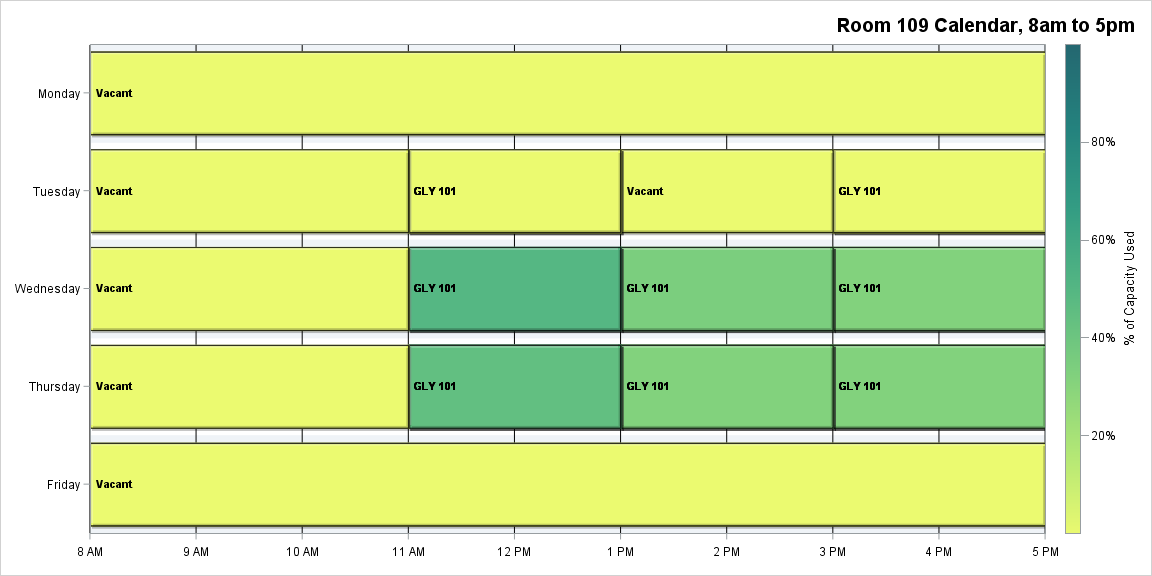 Room 109 Calendar, 8am to 5pm
Monday
Vacant
Tuesday
Vacant
GLY 101
Vacant
GLY 101
Wednesday
Vacant
GLY 101
GLY 101
GLY 101
Thursday
Vacant
GLY 101
GLY 101
GLY 101
Friday
Vacant
8 AM
9 AM
10 AM
11 AM
12 PM
1 PM
2 PM
3 PM
4 PM
5 PM
80%
60%
40%
20%
% of Capacity Used